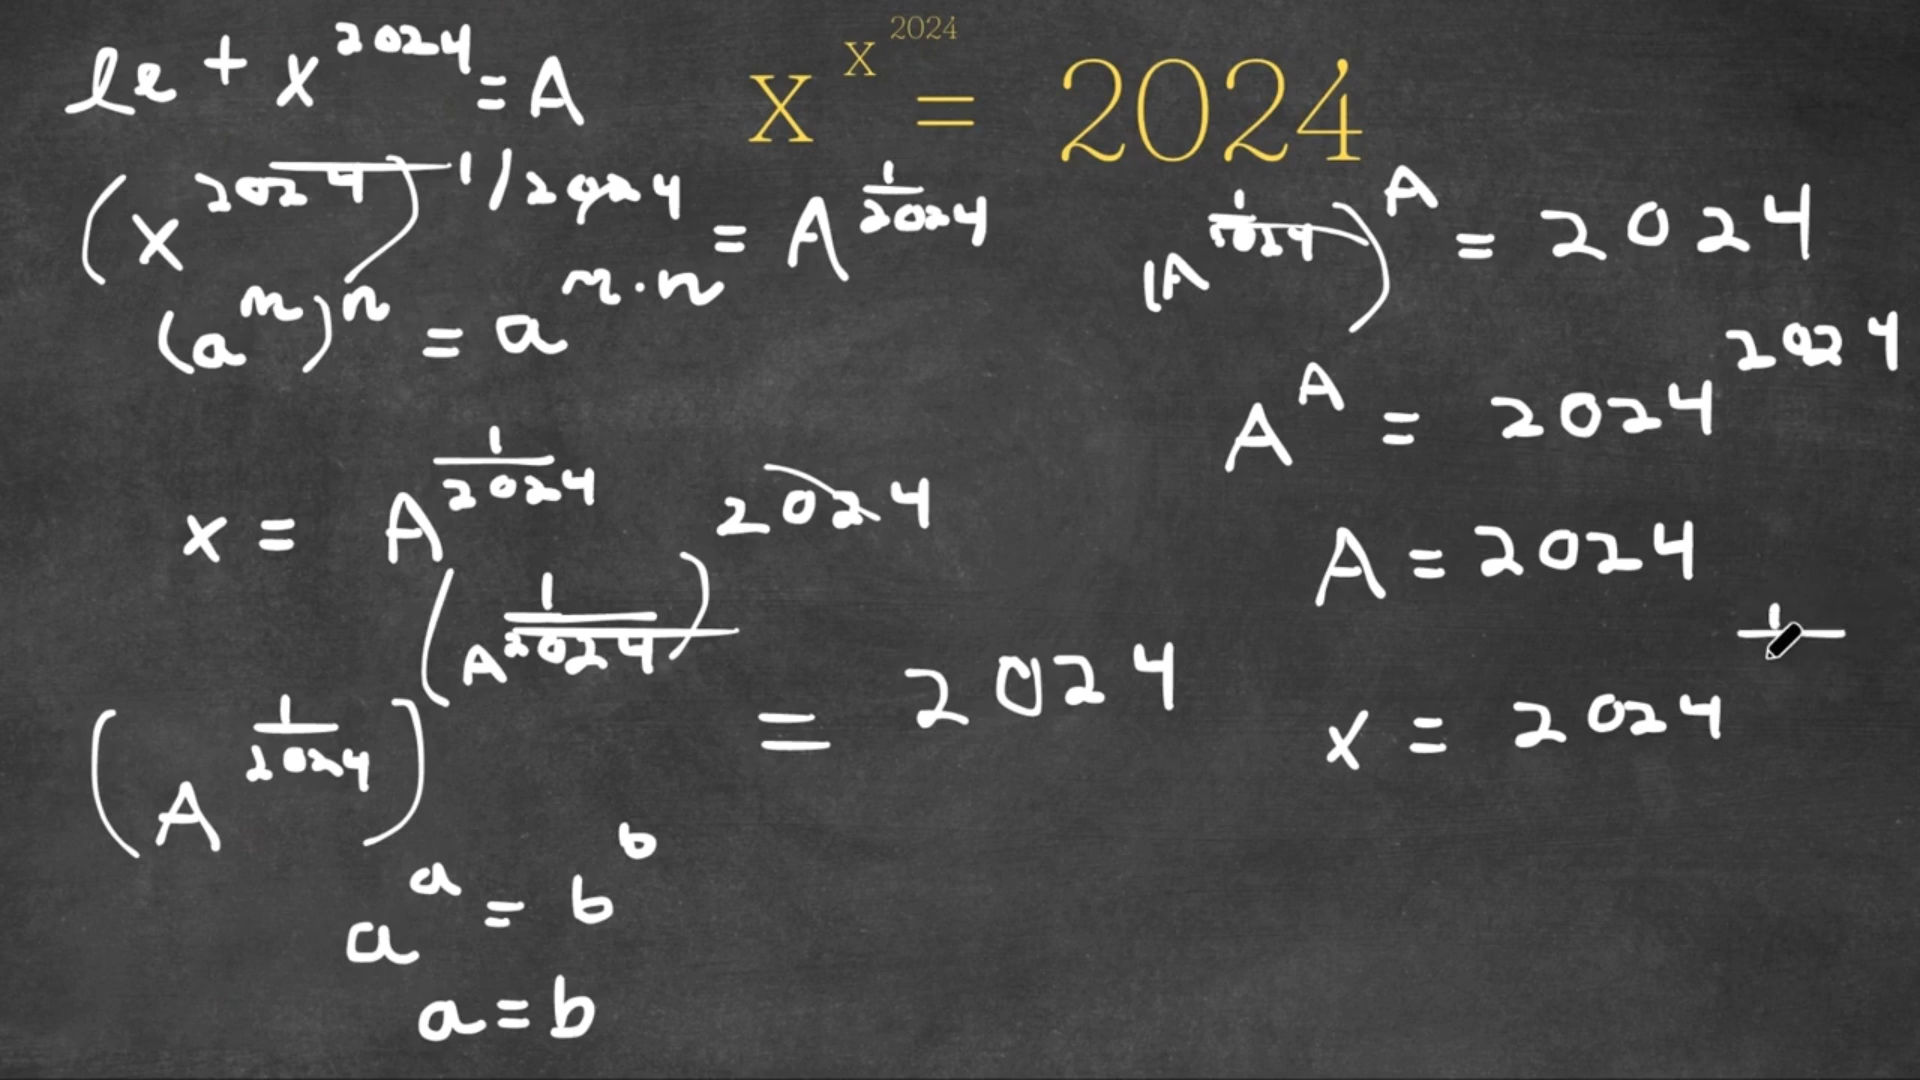 x^x^2024 = 2024
let x^2024 = A
(x^2024)^1/2024 = A^1/2024
(a^m)^n = a^m·n
x = A^1/2024
(A^1/2024)^(A^1/2024)^2024 = 2024
a^a = b^b
a = b
(A^1/2024)^A = 2024
A^A = 2024^2024
A = 2024
x = 2024^1/